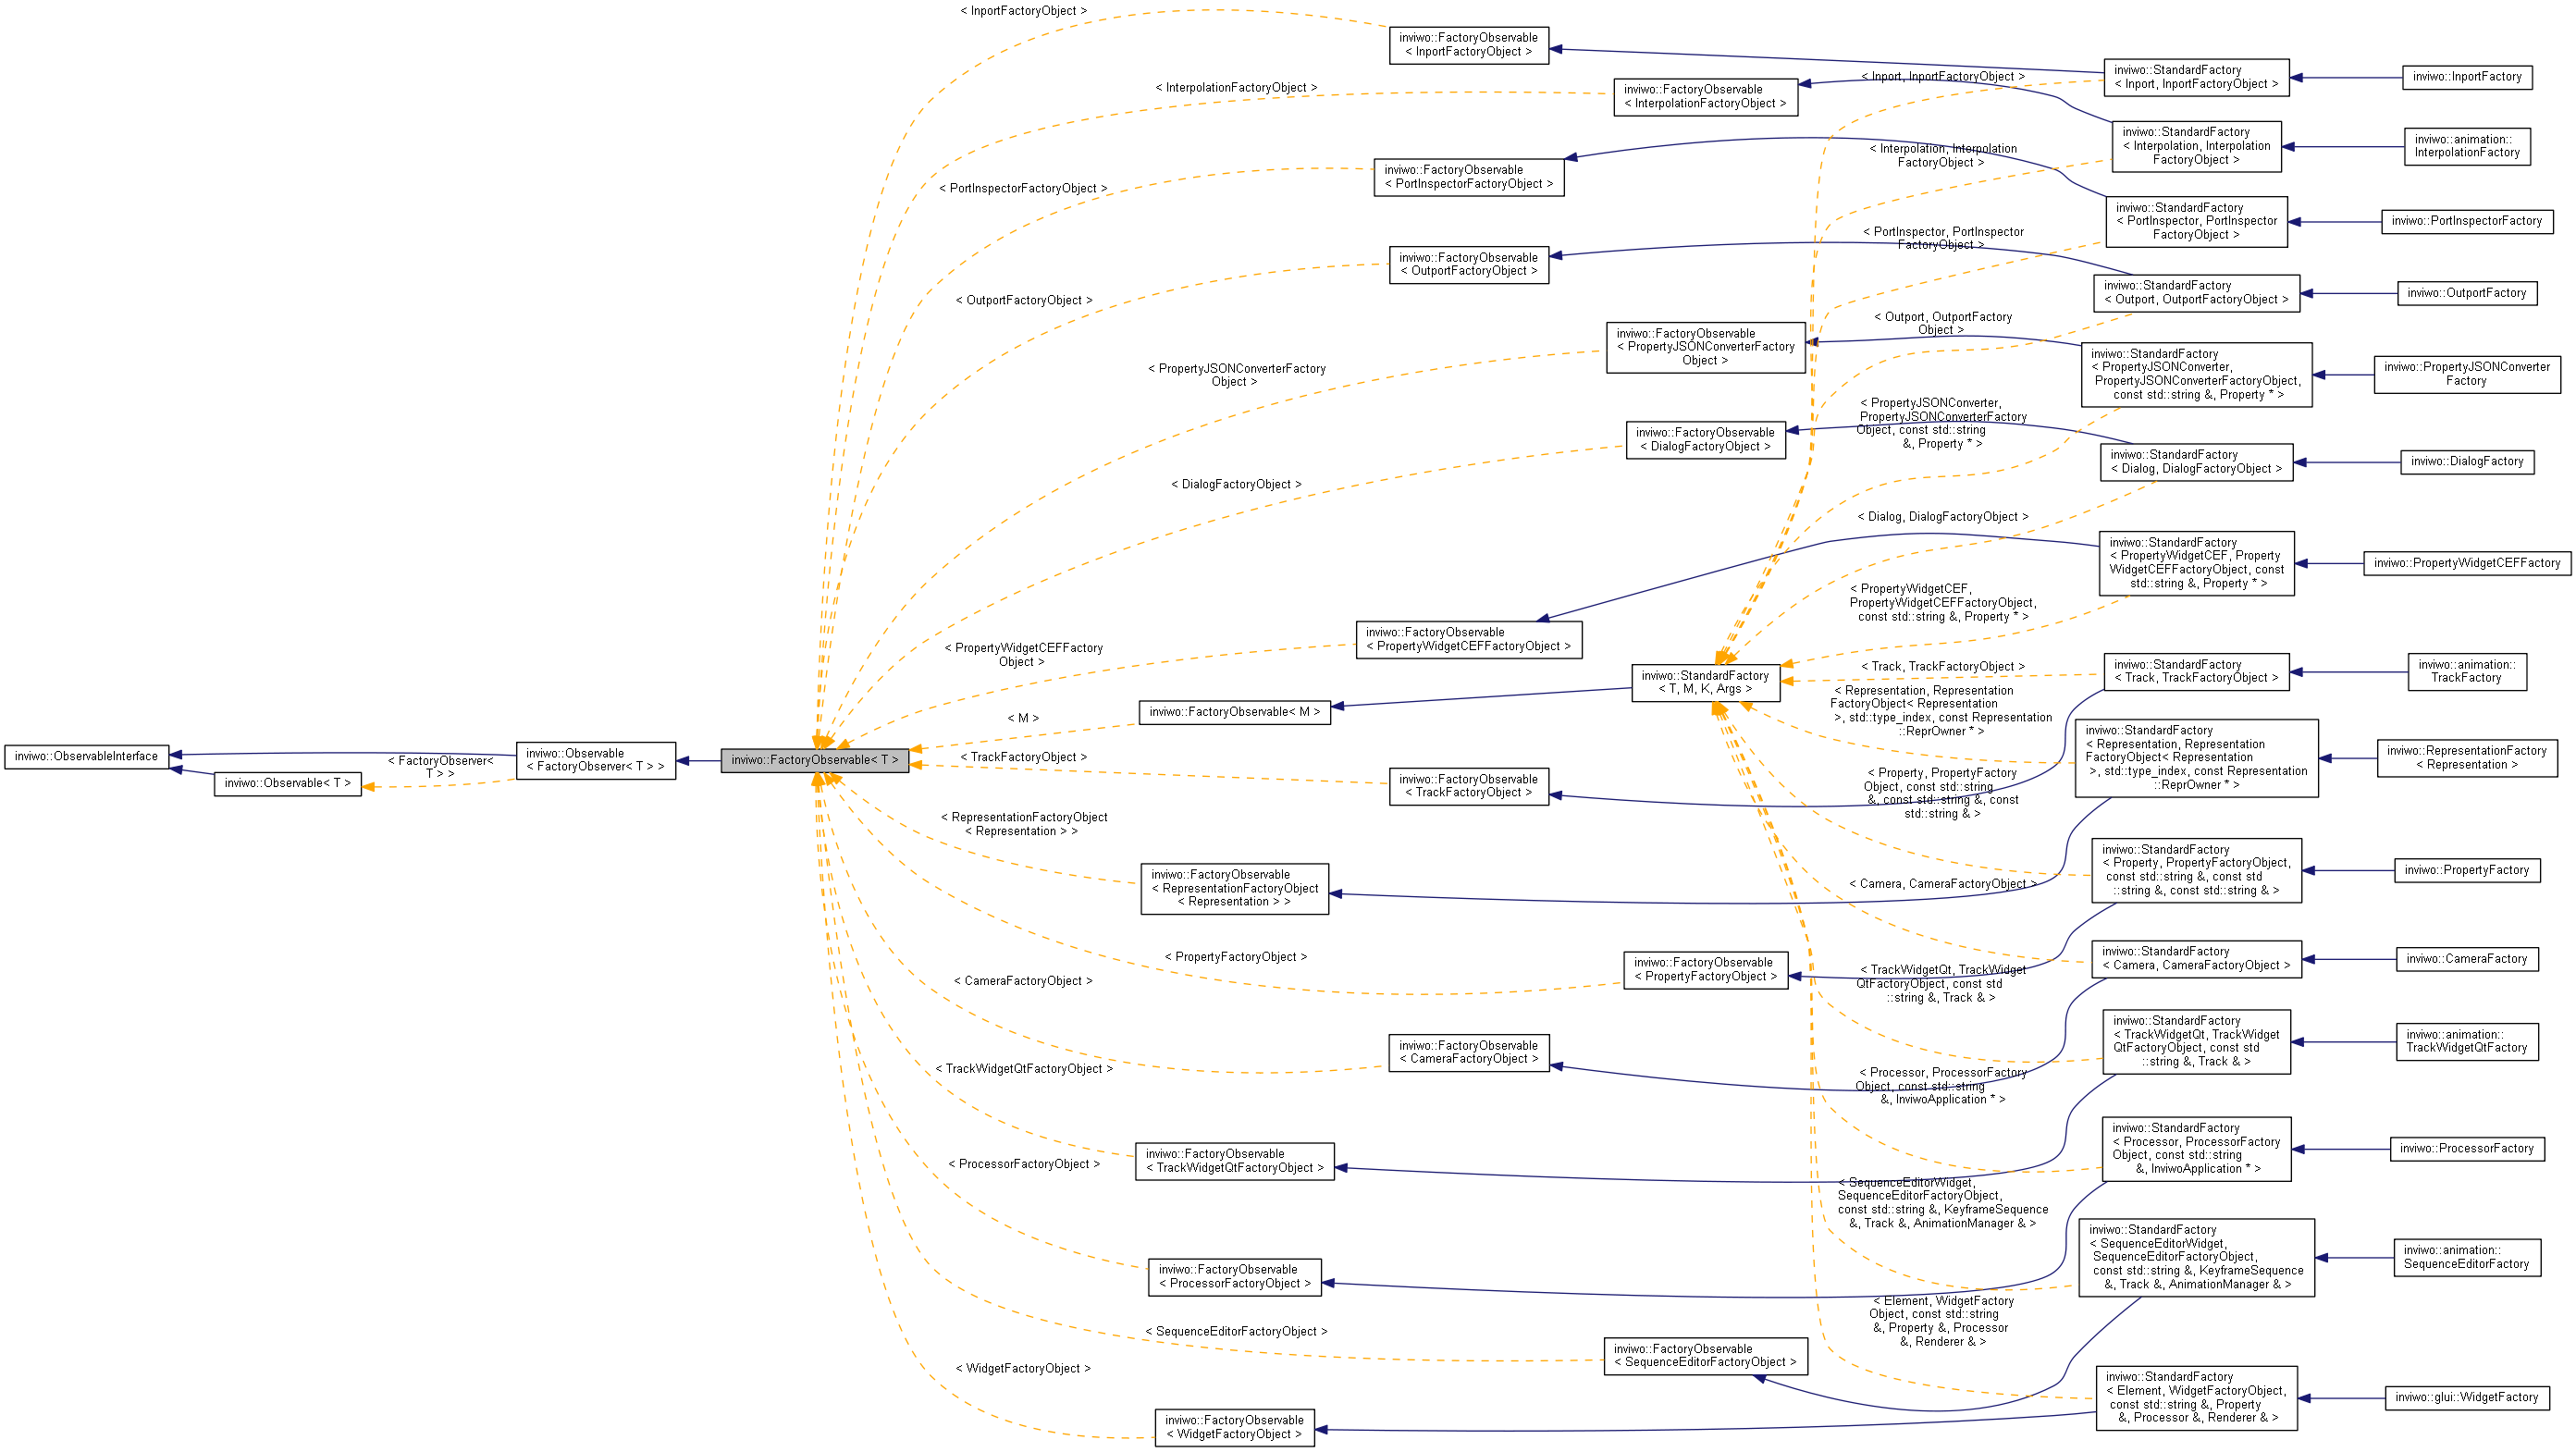 inviwo::ObservableInterface
inviwo::Observable< T >
< FactoryObserver<
T > >
inviwo::Observable
< FactoryObserver< T > >
inviwo::FactoryObservable< T >
< InportFactoryObject >
< InterpolationFactoryObject >
< PortInspectorFactoryObject >
< OutportFactoryObject >
< PropertyJSONConverterFactory
Object >
< DialogFactoryObject >
< PropertyWidgetCEFFactory
Object >
< M >
< TrackFactoryObject >
< RepresentationFactoryObject
< Representation > >
< PropertyFactoryObject >
< CameraFactoryObject >
< TrackWidgetQtFactoryObject >
< ProcessorFactoryObject >
< SequenceEditorFactoryObject >
< WidgetFactoryObject >
inviwo::FactoryObservable
< InportFactoryObject >
inviwo::FactoryObservable
< InterpolationFactoryObject >
inviwo::FactoryObservable
< PortInspectorFactoryObject >
inviwo::FactoryObservable
< OutportFactoryObject >
inviwo::FactoryObservable
< PropertyJSONConverterFactory
Object >
inviwo::FactoryObservable
< DialogFactoryObject >
inviwo::FactoryObservable
< PropertyWidgetCEFFactoryObject >
inviwo::FactoryObservable< M >
inviwo::FactoryObservable
< TrackFactoryObject >
inviwo::FactoryObservable
< RepresentationFactoryObject
< Representation > >
inviwo::FactoryObservable
< PropertyFactoryObject >
inviwo::FactoryObservable
< CameraFactoryObject >
inviwo::FactoryObservable
< TrackWidgetQtFactoryObject >
inviwo::FactoryObservable
< ProcessorFactoryObject >
inviwo::FactoryObservable
< SequenceEditorFactoryObject >
inviwo::FactoryObservable
< WidgetFactoryObject >
inviwo::StandardFactory
< T, M, K, Args >
< Inport, InportFactoryObject >
< Interpolation, Interpolation
FactoryObject >
< PortInspector, PortInspector
FactoryObject >
< Outport, OutportFactory
Object >
< PropertyJSONConverter,
PropertyJSONConverterFactory
Object, const std::string
&, Property * >
< Dialog, DialogFactoryObject >
< PropertyWidgetCEF,
PropertyWidgetCEFFactoryObject,
const std::string &, Property * >
< Track, TrackFactoryObject >
< Representation, Representation
FactoryObject< Representation
>, std::type_index, const Representation
::ReprOwner * >
< Property, PropertyFactory
Object, const std::string
&, const std::string &, const
std::string & >
< Camera, CameraFactoryObject >
< TrackWidgetQt, TrackWidget
QtFactoryObject, const std
::string &, Track & >
< Processor, ProcessorFactory
Object, const std::string
&, InviwoApplication * >
< SequenceEditorWidget,
SequenceEditorFactoryObject,
const std::string &, KeyframeSequence
&, Track &, AnimationManager & >
< Element, WidgetFactory
Object, const std::string
&, Property &, Processor
&, Renderer & >
inviwo::StandardFactory
< Inport, InportFactoryObject >
inviwo::StandardFactory
< Interpolation, Interpolation
FactoryObject >
inviwo::StandardFactory
< PortInspector, PortInspector
FactoryObject >
inviwo::StandardFactory
< Outport, OutportFactoryObject >
inviwo::StandardFactory
< PropertyJSONConverter,
PropertyJSONConverterFactoryObject,
const std::string &, Property * >
inviwo::StandardFactory
< Dialog, DialogFactoryObject >
inviwo::StandardFactory
< PropertyWidgetCEF, Property
WidgetCEFFactoryObject, const
std::string &, Property * >
inviwo::StandardFactory
< Track, TrackFactoryObject >
inviwo::StandardFactory
< Representation, Representation
FactoryObject< Representation
>, std::type_index, const Representation
::ReprOwner * >
inviwo::StandardFactory
< Property, PropertyFactoryObject,
const std::string &, const std
::string &, const std::string & >
inviwo::StandardFactory
< Camera, CameraFactoryObject >
inviwo::StandardFactory
< TrackWidgetQt, TrackWidget
QtFactoryObject, const std
::string &, Track & >
inviwo::StandardFactory
< Processor, ProcessorFactory
Object, const std::string
&, InviwoApplication * >
inviwo::StandardFactory
< SequenceEditorWidget,
SequenceEditorFactoryObject,
const std::string &, KeyframeSequence
&, Track &, AnimationManager & >
inviwo::StandardFactory
< Element, WidgetFactoryObject,
const std::string &, Property
&, Processor &, Renderer & >
inviwo::InportFactory
inviwo::animation::
InterpolationFactory
inviwo::PortInspectorFactory
inviwo::OutportFactory
inviwo::PropertyJSONConverter
Factory
inviwo::DialogFactory
inviwo::PropertyWidgetCEFFactory
inviwo::animation::
TrackFactory
inviwo::RepresentationFactory
< Representation >
inviwo::PropertyFactory
inviwo::CameraFactory
inviwo::animation::
TrackWidgetQtFactory
inviwo::ProcessorFactory
inviwo::animation::
SequenceEditorFactory
inviwo::glui::WidgetFactory